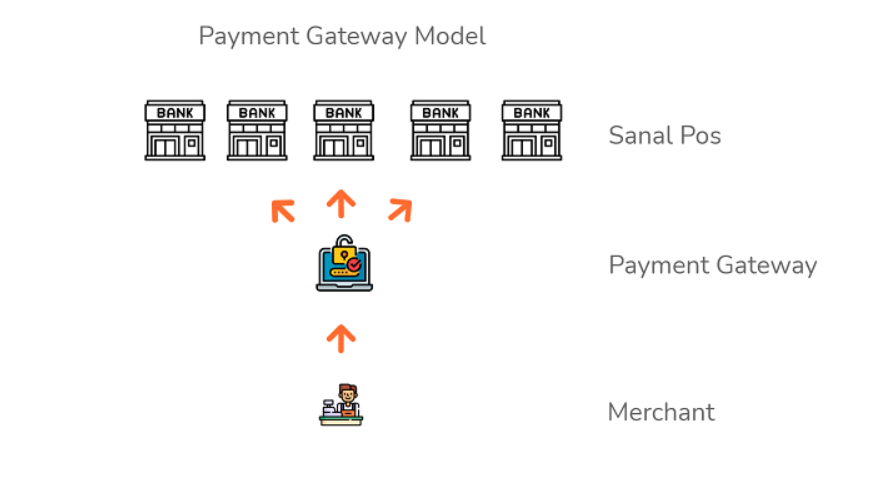 Payment Gateway Model
BANK BANK BANK BANK BANK
Sanal Pos
Payment Gateway
Merchant